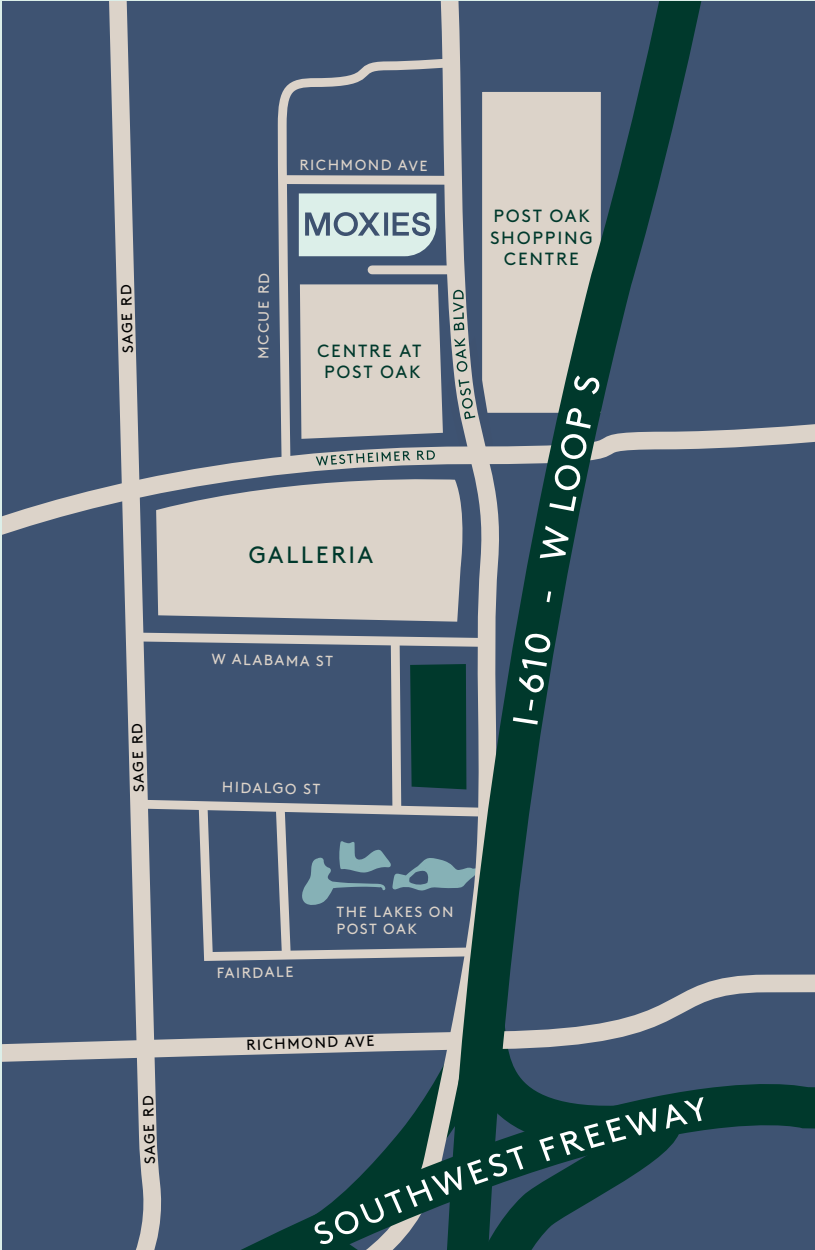 RICHMOND AVE
MOXIES
POST OAK
SHOPPING
CENTRE
SAGE RD
MCCUE RD
POST OAK BLVD
CENTRE AT
POST OAK
WESTHEIMER RD
I-610 - W LOOP S
GALLERIA
W ALABAMA ST
SAGE RD
HIDALGO ST
THE LAKES ON
POST OAK
FAIRDALE
RICHMOND AVE
SAGE RD
SOUTHWEST FREEWAY